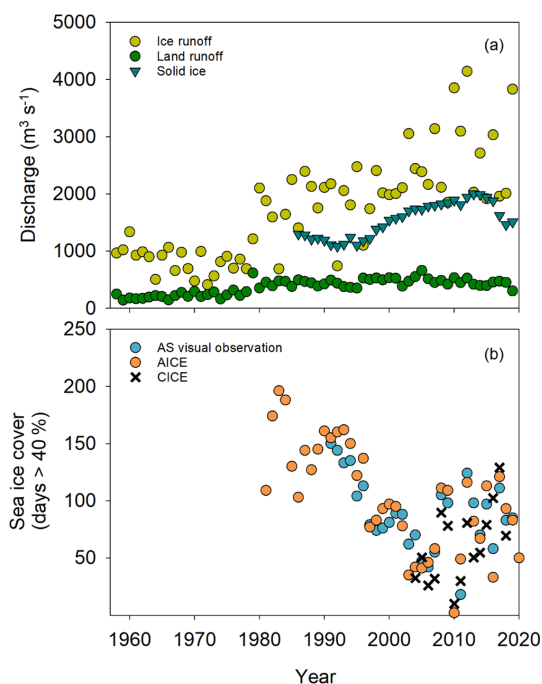 5000
4000
3000
2000
1000
0
Discharge (m³ s⁻¹)
Ice runoff
Land runoff
Solid ice
(a)
250
200
150
100
50
Sea ice cover
(days > 40%)
AS visual observation
AICE
CICE
(b)
1960 1970 1980 1990 2000 2010 2020
Year